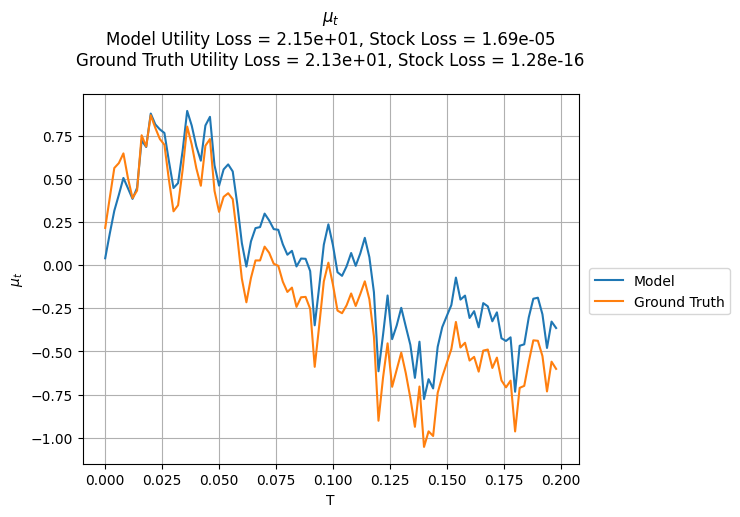 μₜ
Model Utility Loss = 2.15e+01, Stock Loss = 1.69e-05
Ground Truth Utility Loss = 2.13e+01, Stock Loss = 1.28e-16
0.75
0.50
0.25
0.00
−0.25
−0.50
−0.75
−1.00
μₜ
0.000 0.025 0.050 0.075 0.100 0.125 0.150 0.175 0.200
T
Model
Ground Truth